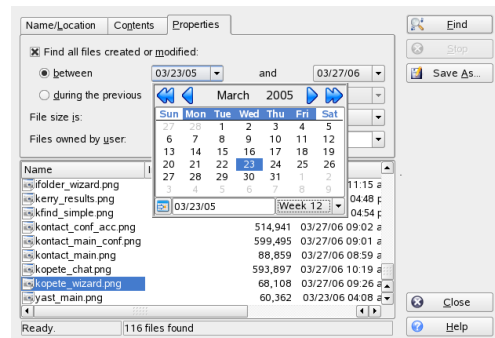 Name/Location Contents Properties
Find
Find all files created or modified:
Stop
between 03/23/05 and 03/27/06
Save As...
during the previous
March 2005
Sun Mon Tue Wed Thu Fri Sat
27 28 1 2 3 4 5
File size is:
6 7 8 9 10 11 12
Files owned by user:
13 14 15 16 17 18 19
20 21 22 23 24 25 26
27 28 29 30 31 1 2
3 4 5 6 7 8 9
03/23/05 Week 12
Name
ifolder_wizard.png 11:15 a
kerry_results.png 04:48 p
kfind_simple.png 04:54 p
kontact_conf_acc.png 514,941 03/27/06 09:02 a
kontact_main_conf.png 599,495 03/27/06 09:01 a
kontact_main.png 88,859 03/27/06 08:59 a
kopete_chat.png 593,897 03/27/06 10:19 a
kopete_wizard.png 68,108 03/27/06 09:26 a
yast_main.png 60,362 03/23/06 04:08 a
Close
Ready. 116 files found
Help